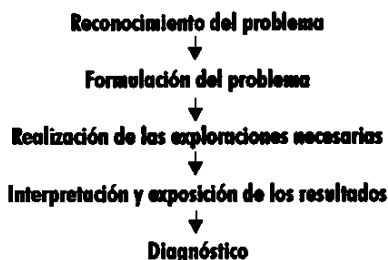 Reconocimiento del problema
Formulación del problema
Realización de las exploraciones necesarias
Interpretación y exposición de los resultados
Diagnóstico